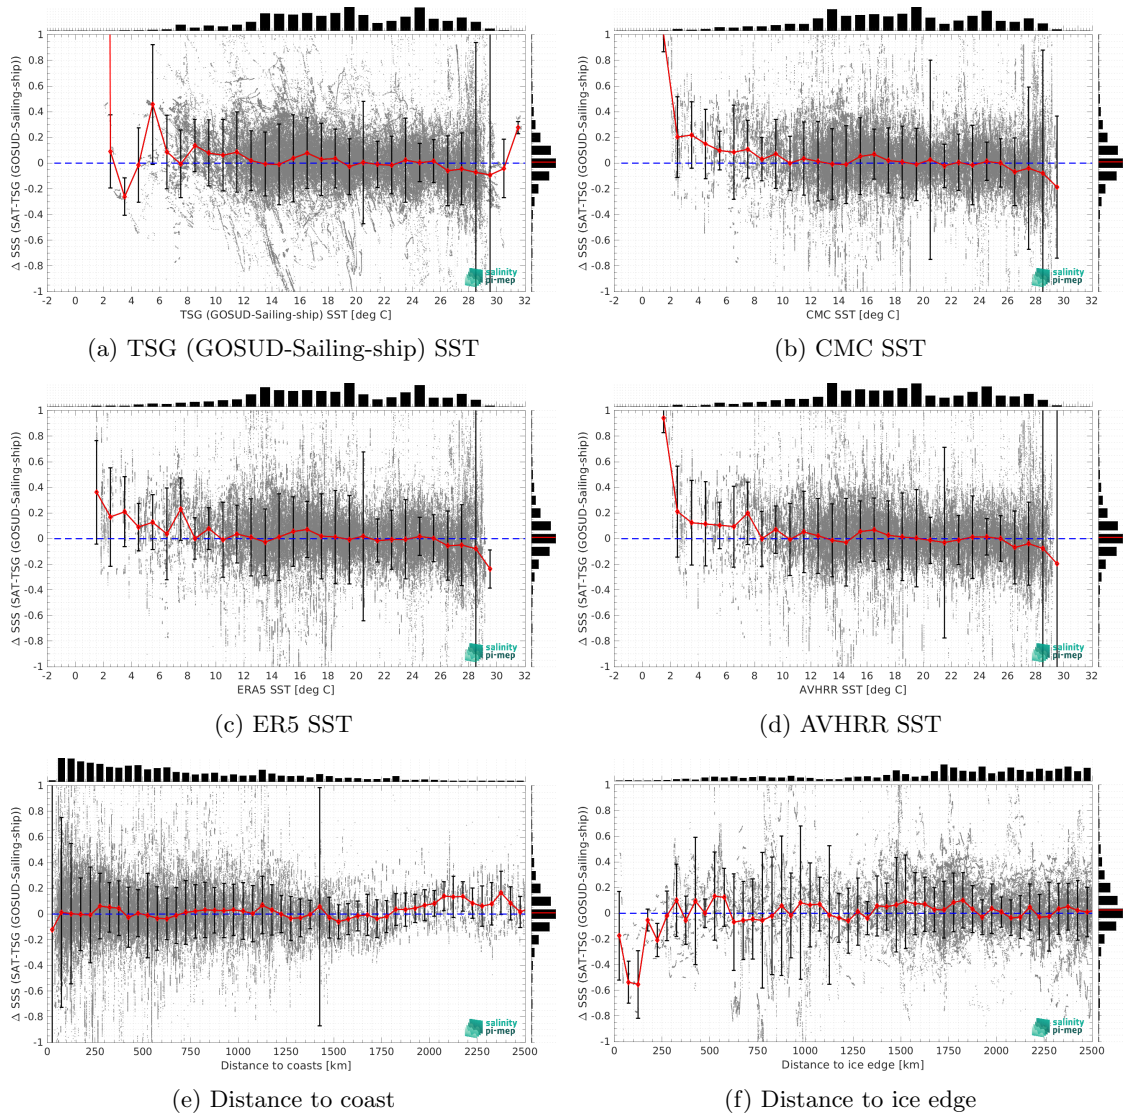 Δ SSS (SAT-TSG (GOSUD-Sailing-ship))
1
0.8
0.6
0.4
0.2
0
-0.2
-0.4
-0.6
-0.8
-1
salinity
pi-mep
-2 0 2 4 6 8 10 12 14 16 18 20 22 24 26 28 30 32
TSG (GOSUD-Sailing-ship) SST [deg C]
(a) TSG (GOSUD-Sailing-ship) SST
Δ SSS (SAT-TSG (GOSUD-Sailing-ship))
1
0.8
0.6
0.4
0.2
0
-0.2
-0.4
-0.6
-0.8
-1
salinity
pi-mep
-2 0 2 4 6 8 10 12 14 16 18 20 22 24 26 28 30 32
CMC SST [deg C]
(b) CMC SST
Δ SSS (SAT-TSG (GOSUD-Sailing-ship))
1
0.8
0.6
0.4
0.2
0
-0.2
-0.4
-0.6
-0.8
-1
salinity
pi-mep
-2 0 2 4 6 8 10 12 14 16 18 20 22 24 26 28 30 32
ERA5 SST [deg C]
(c) ER5 SST
Δ SSS (SAT-TSG (GOSUD-Sailing-ship))
1
0.8
0.6
0.4
0.2
0
-0.2
-0.4
-0.6
-0.8
-1
salinity
pi-mep
-2 0 2 4 6 8 10 12 14 16 18 20 22 24 26 28 30 32
AVHRR SST [deg C]
(d) AVHRR SST
Δ SSS (SAT-TSG (GOSUD-Sailing-ship))
1
0.8
0.6
0.4
0.2
0
-0.2
-0.4
-0.6
-0.8
-1
salinity
pi-mep
0 250 500 750 1000 1250 1500 1750 2000 2250 2500
Distance to coasts [km]
(e) Distance to coast
Δ SSS (SAT-TSG (GOSUD-Sailing-ship))
1
0.8
0.6
0.4
0.2
0
-0.2
-0.4
-0.6
-0.8
-1
salinity
pi-mep
0 250 500 750 1000 1250 1500 1750 2000 2250 2500
Distance to ice edge [km]
(f) Distance to ice edge